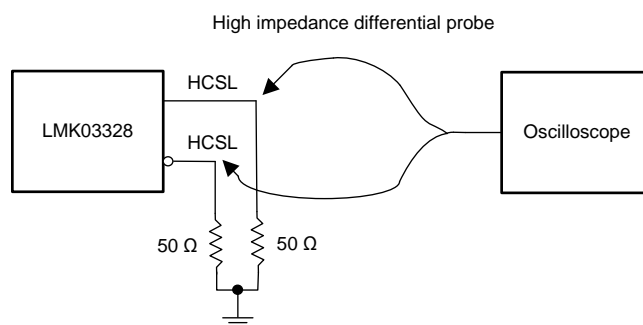 High impedance differential probe
HCSL
LMK03328
HCSL
Oscilloscope
50 Ω
50 Ω